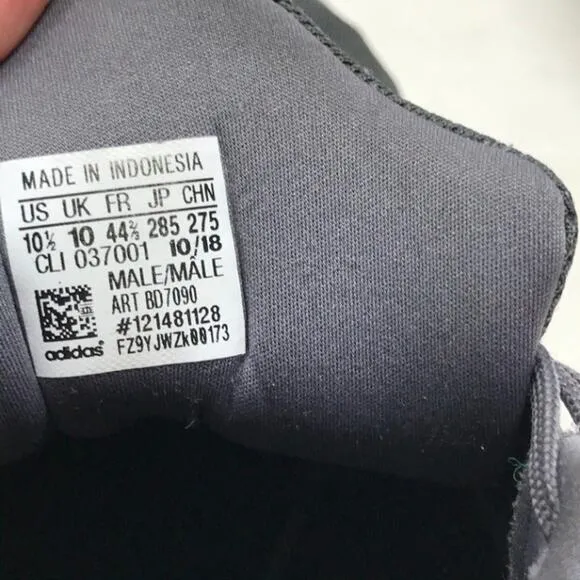 MADE IN INDONESIA
US UK FR JP CHN
10½ 10 44⅔ 285 275
CLI 037001 10/18
MALE/MÂLE
ART BD7090
#121481128
adidas® FZ9YJWZk00173